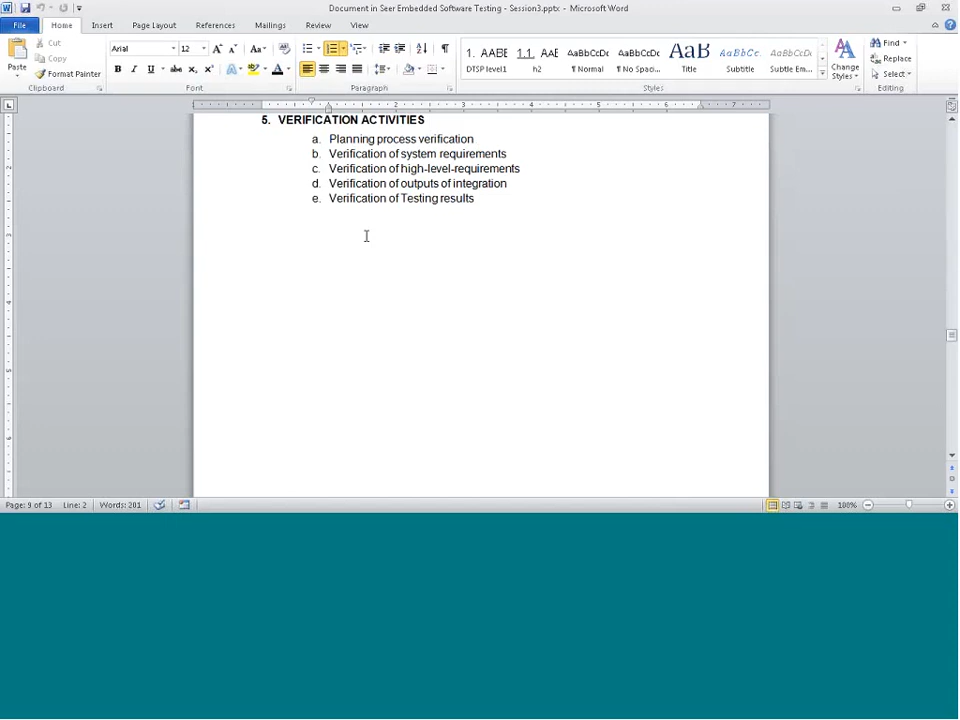 Document in Seer Embedded Software Testing - Session3.pptx - Microsoft Word
File Home Insert Page Layout References Mailings Review View
Paste Cut Copy Format Painter
Arial 12
1. AABE 1.1. AAE AaBbCcDc AaBbCcDc AaB AaBbCc. AaBbCcDc
DTSP level1 h2 ¶ Normal ¶ No Spac... Title Subtitle Subtle Em...
Change Styles
Find Replace Select
Clipboard Font Paragraph Styles Editing
5. VERIFICATION ACTIVITIES
a. Planning process verification
b. Verification of system requirements
c. Verification of high-level-requirements
d. Verification of outputs of integration
e. Verification of Testing results
Page: 9 of 13 Line: 2 Words: 201 100%